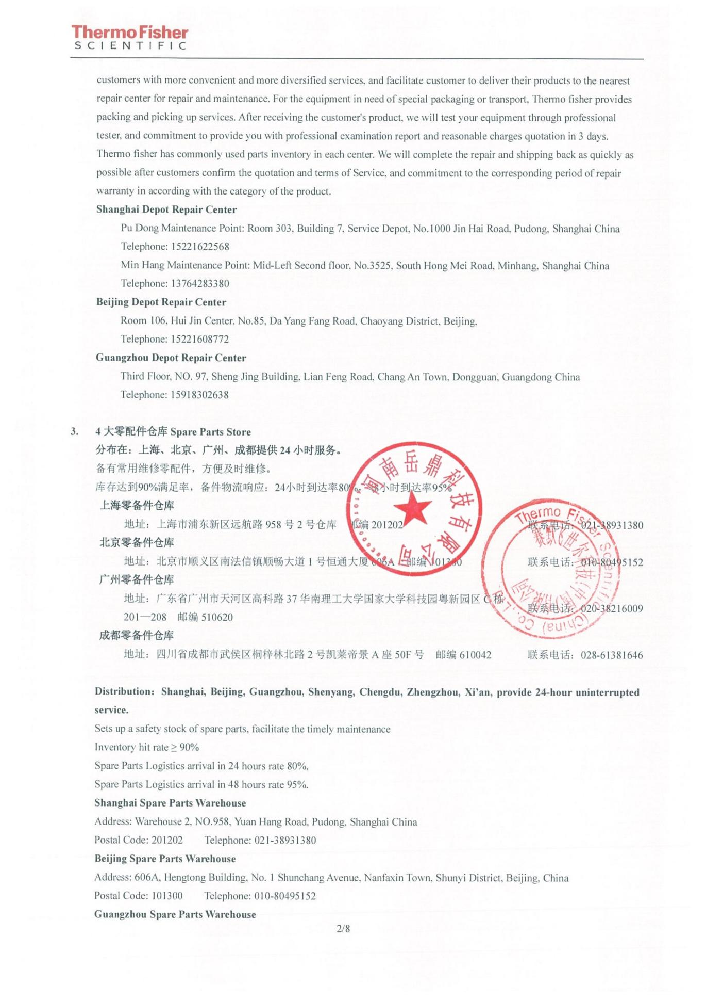 ThermoFisher
SCIENTIFIC
customers with more convenient and more diversified services, and facilitate customer to deliver their products to the nearest
repair center for repair and maintenance. For the equipment in need of special packaging or transport, Thermo fisher provides
packing and picking up services. After receiving the customer's product, we will test your equipment through professional
tester, and commitment to provide you with professional examination report and reasonable charges quotation in 3 days.
Thermo fisher has commonly used parts inventory in each center. We will complete the repair and shipping back as quickly as
possible after customers confirm the quotation and terms of Service, and commitment to the corresponding period of repair
warranty in according with the category of the product.
Shanghai Depot Repair Center
Pu Dong Maintenance Point: Room 303, Building 7, Service Depot, No.1000 Jin Hai Road, Pudong, Shanghai China
Telephone: 15221622568
Min Hang Maintenance Point: Mid-Left Second floor, No.3525, South Hong Mei Road, Minhang, Shanghai China
Telephone: 13764283380
Beijing Depot Repair Center
Room 106, Hui Jin Center, No.85, Da Yang Fang Road, Chaoyang District, Beijing,
Telephone: 15221608772
Guangzhou Depot Repair Center
Third Floor, NO. 97, Sheng Jing Building, Lian Feng Road, Chang An Town, Dongguan, Guangdong China
Telephone: 15918302638
3. 4 大零配件仓库 Spare Parts Store
分布在：上海、北京、广州、成都提供 24 小时服务。
备有常用维修零配件，方便及时维修。
库存达到90%满足率，备件物流响应：24小时到达率80%，小时到达率95%
上海零备件仓库
地址：上海市浦东新区远航路 958 号 2 号仓库 邮编 201202 联系电话：021-38931380
北京零备件仓库
地址：北京市顺义区南法信镇顺畅大道 1 号恒通大厦 606A 邮编 101300 联系电话：010-80495152
广州零备件仓库
地址：广东省广州市天河区高科路 37 华南理工大学国家大学科技园粤新园区 C 栋
201—208 邮编 510620 联系电话：020-38216009
成都零备件仓库
地址：四川省成都市武侯区桐梓林北路 2 号凯莱帝景 A 座 50F 号 邮编 610042 联系电话：028-61381646
河南岳鼎科技有限公司
Thermo Fisher Scientific (China) Co., Ltd.
赛默飞世尔科技(中国)有限公司
Distribution：Shanghai, Beijing, Guangzhou, Shenyang, Chengdu, Zhengzhou, Xi’an, provide 24-hour uninterrupted
service.
Sets up a safety stock of spare parts, facilitate the timely maintenance
Inventory hit rate ≥ 90%
Spare Parts Logistics arrival in 24 hours rate 80%,
Spare Parts Logistics arrival in 48 hours rate 95%.
Shanghai Spare Parts Warehouse
Address: Warehouse 2, NO.958, Yuan Hang Road, Pudong, Shanghai China
Postal Code: 201202 Telephone: 021-38931380
Beijing Spare Parts Warehouse
Address: 606A, Hengtong Building, No. 1 Shunchang Avenue, Nanfaxin Town, Shunyi District, Beijing, China
Postal Code: 101300 Telephone: 010-80495152
Guangzhou Spare Parts Warehouse
2/8